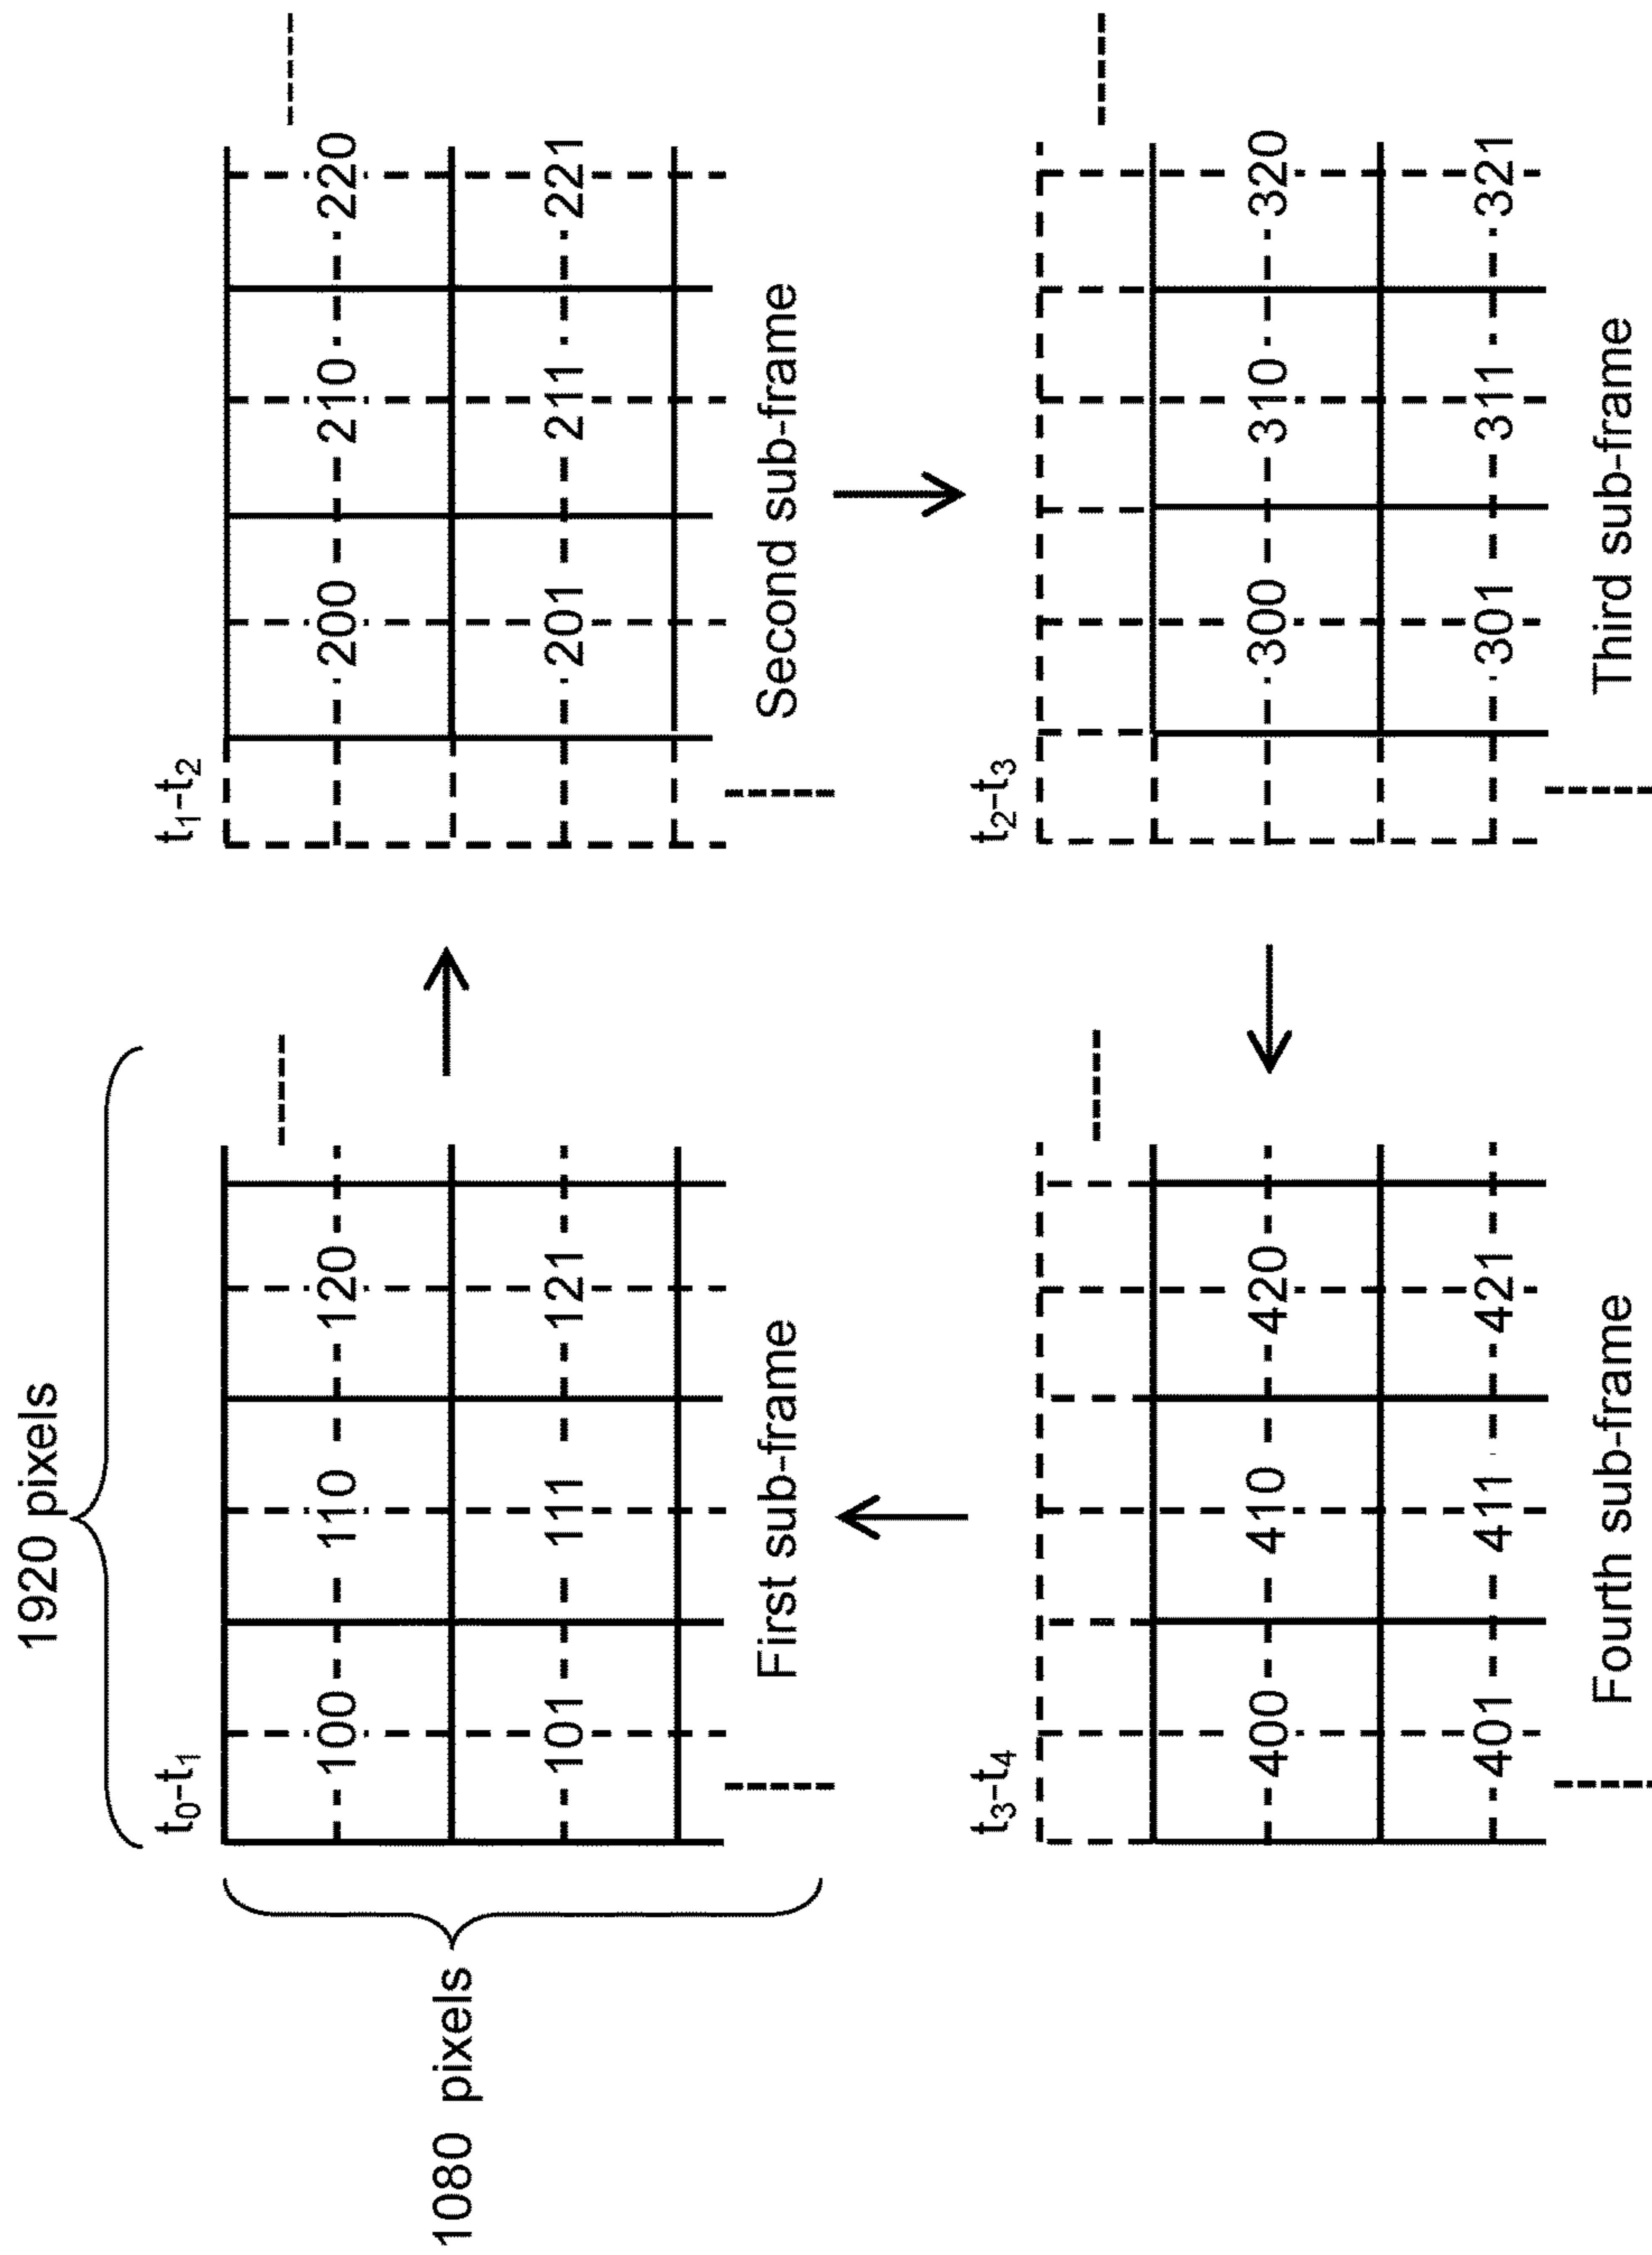 1920 pixels
t₀-t₁
t₁-t₂
100 110 120
200 210 220
1080 pixels
101 111 121
201 211 221
First sub-frame
Second sub-frame
t₃-t₄
t₂-t₃
400 410 420
300 310 320
401 411 421
301 311 321
Fourth sub-frame
Third sub-frame